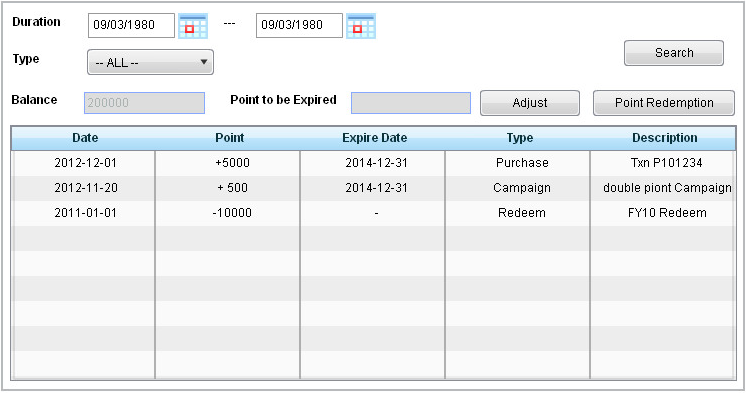 Duration 09/03/1980 --- 09/03/1980
Type -- ALL -- Search
Balance 200000 Point to be Expired Adjust Point Redemption
Date Point Expire Date Type Description
2012-12-01 +5000 2014-12-31 Purchase Txn P101234
2012-11-20 + 500 2014-12-31 Campaign double piont Campaign
2011-01-01 -10000 - Redeem FY10 Redeem